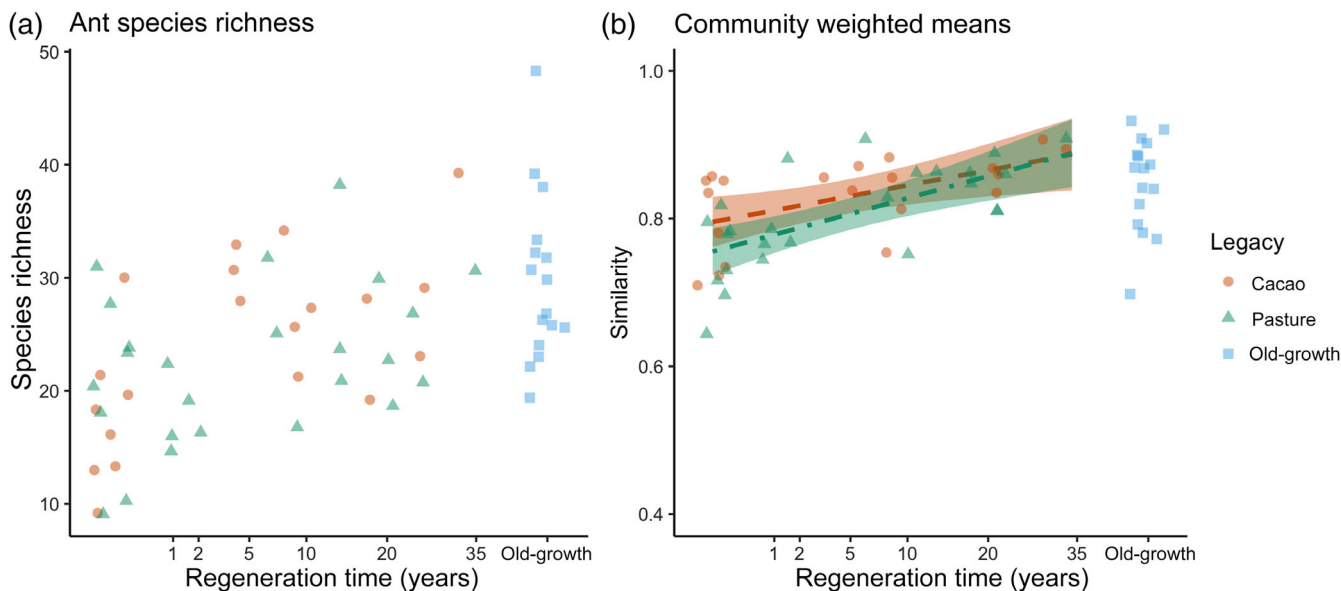 (a) Ant species richness
50
40
30
20
10
Species richness
1 2 5 10 20 35 Old-growth
Regeneration time (years)
(b) Community weighted means
1.0
0.8
0.6
0.4
Similarity
1 2 5 10 20 35 Old-growth
Regeneration time (years)
Legacy
Cacao
Pasture
Old-growth